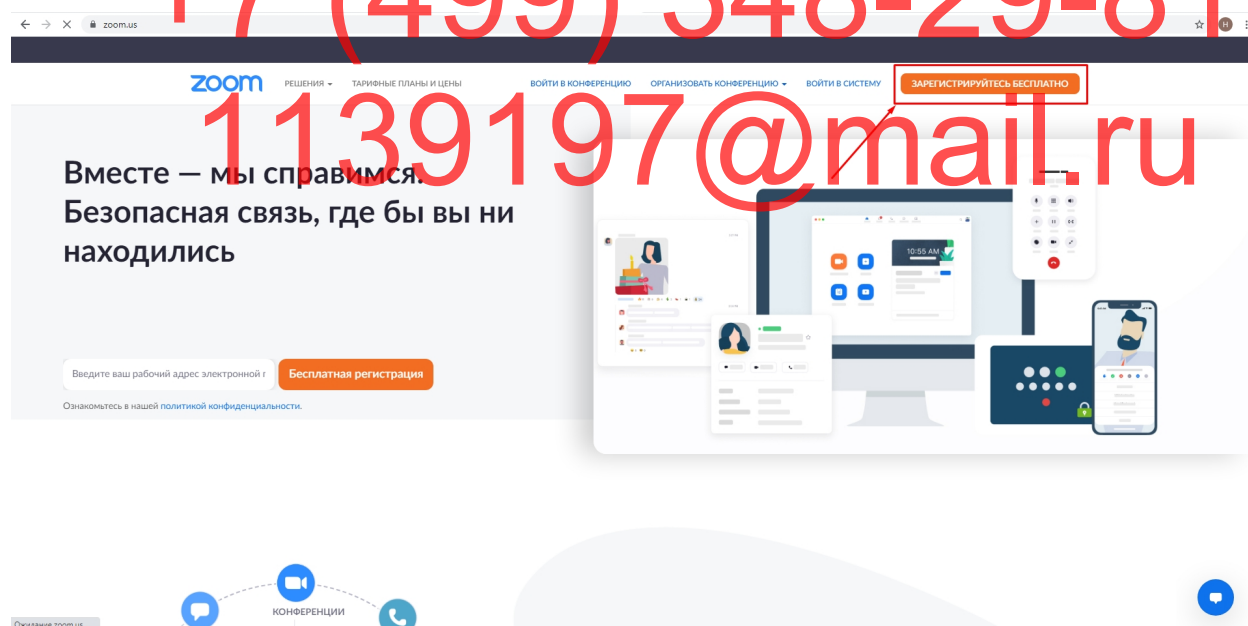 +7 (499) 348-29-81
zoom.us
H
zoom
РЕШЕНИЯ
ТАРИФНЫЕ ПЛАНЫ И ЦЕНЫ
ВОЙТИ В КОНФЕРЕНЦИЮ
ОРГАНИЗОВАТЬ КОНФЕРЕНЦИЮ
ВОЙТИ В СИСТЕМУ
ЗАРЕГИСТРИРУЙТЕСЬ БЕСПЛАТНО
1139197@mail.ru
Вместе — мы справимся.
Безопасная связь, где бы вы ни
находились
10:55 AM
Введите ваш рабочий адрес электронной г
Бесплатная регистрация
Ознакомьтесь в нашей политикой конфиденциальности.
КОНФЕРЕНЦИИ
Ожидание zoom.us...